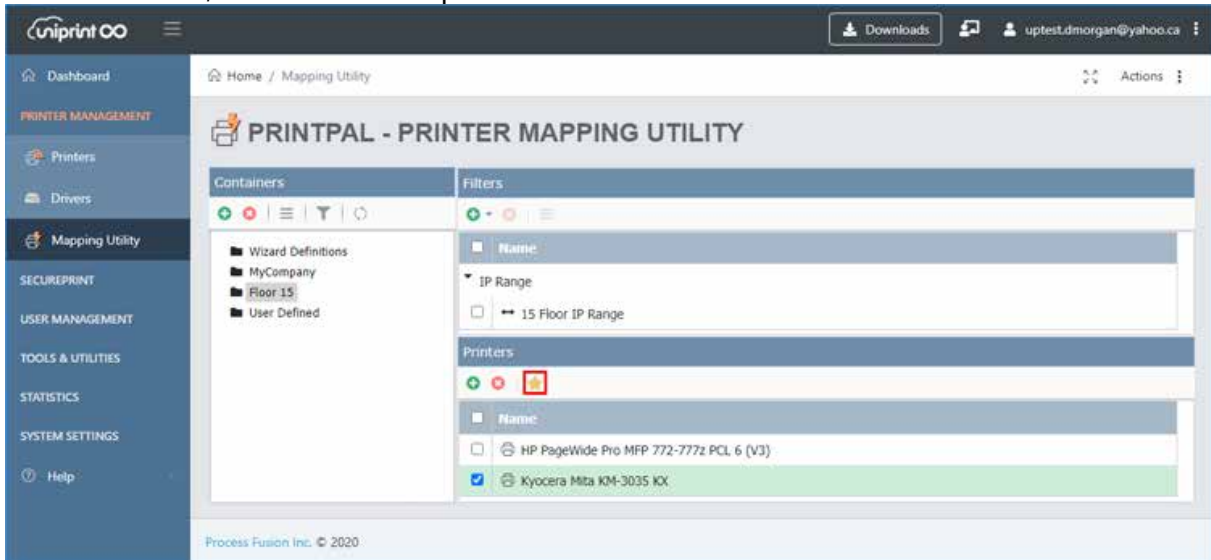 uniprint
Downloads
uptest.dmorgan@yahoo.ca
Dashboard
Home / Mapping Utility
Actions
PRINTER MANAGEMENT
PRINTPAL - PRINTER MAPPING UTILITY
Printers
Containers
Filters
Drivers
Mapping Utility
Wizard Definitions
Name
MyCompany
IP Range
SECUREPRINT
Floor 15
User Defined
15 Floor IP Range
USER MANAGEMENT
Printers
TOOLS & UTILITIES
STATISTICS
Name
SYSTEM SETTINGS
HP PageWide Pro MFP 772-777z PCL 6 (V3)
Help
Kyocera Mita KM-3035 KX
Process Fusion Inc. © 2020